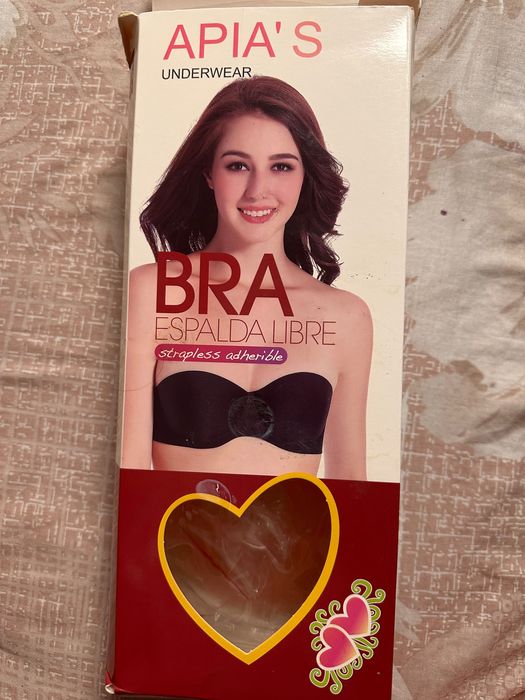 APIA'S
UNDERWEAR
BRA
ESPALDA LIBRE
strapless adherible